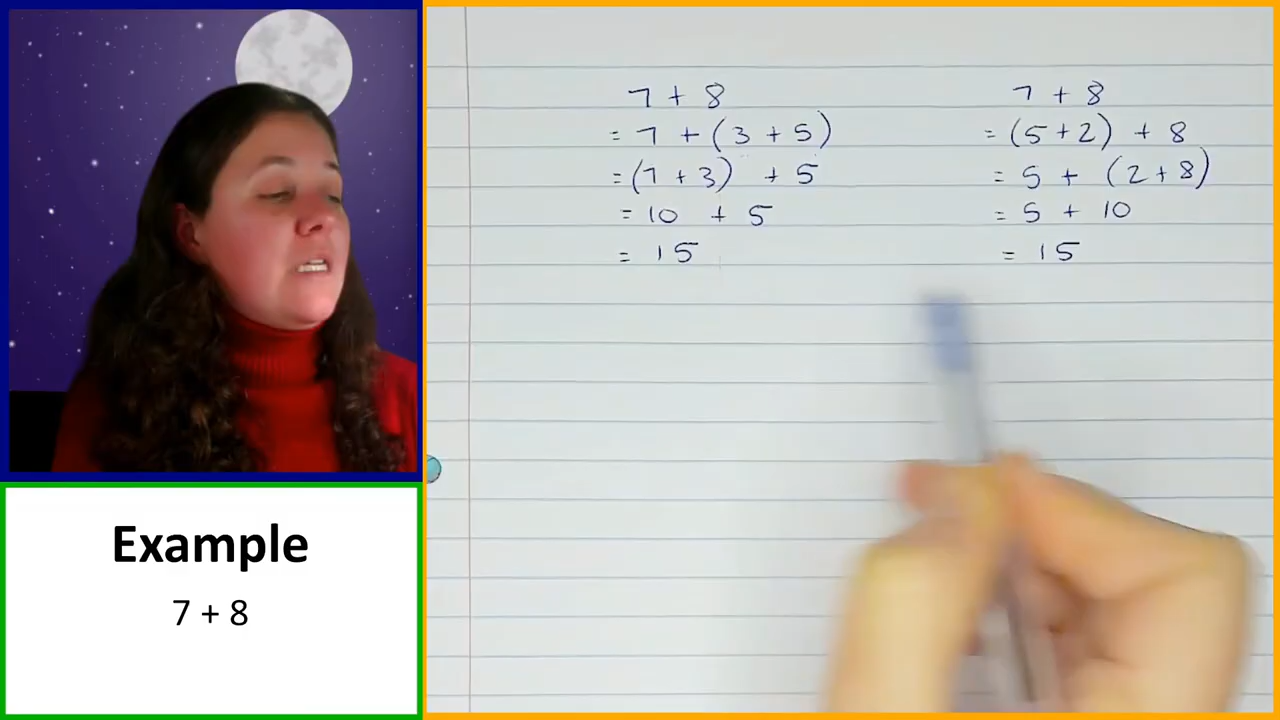 7 + 8
= 7 + (3 + 5)
= (7 + 3) + 5
= 10 + 5
= 15
7 + 8
= (5 + 2) + 8
= 5 + (2 + 8)
= 5 + 10
= 15
Example
7 + 8